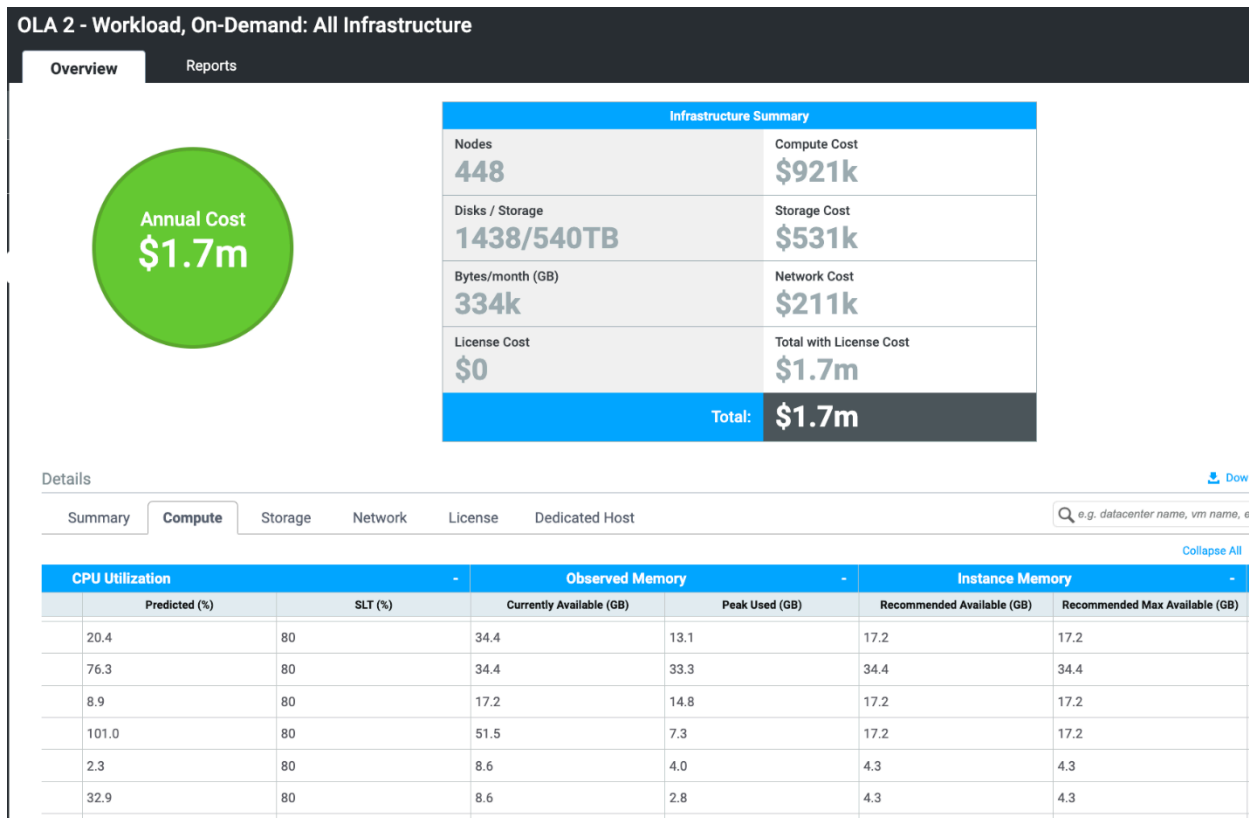 OLA 2 - Workload, On-Demand: All Infrastructure
Overview Reports
Annual Cost
$1.7m
Infrastructure Summary
Nodes Compute Cost
448 $921k
Disks / Storage Storage Cost
1438/540TB $531k
Bytes/month (GB) Network Cost
334k $211k
License Cost Total with License Cost
$0 $1.7m
Total: $1.7m
Details
Dow
Summary Compute Storage Network License Dedicated Host
e.g. datacenter name, vm name, e
Collapse All
CPU Utilization - Observed Memory - Instance Memory -
Predicted (%) SLT (%) Currently Available (GB) Peak Used (GB) Recommended Available (GB) Recommended Max Available (GB)
20.4 80 34.4 13.1 17.2 17.2
76.3 80 34.4 33.3 34.4 34.4
8.9 80 17.2 14.8 17.2 17.2
101.0 80 51.5 7.3 17.2 17.2
2.3 80 8.6 4.0 4.3 4.3
32.9 80 8.6 2.8 4.3 4.3